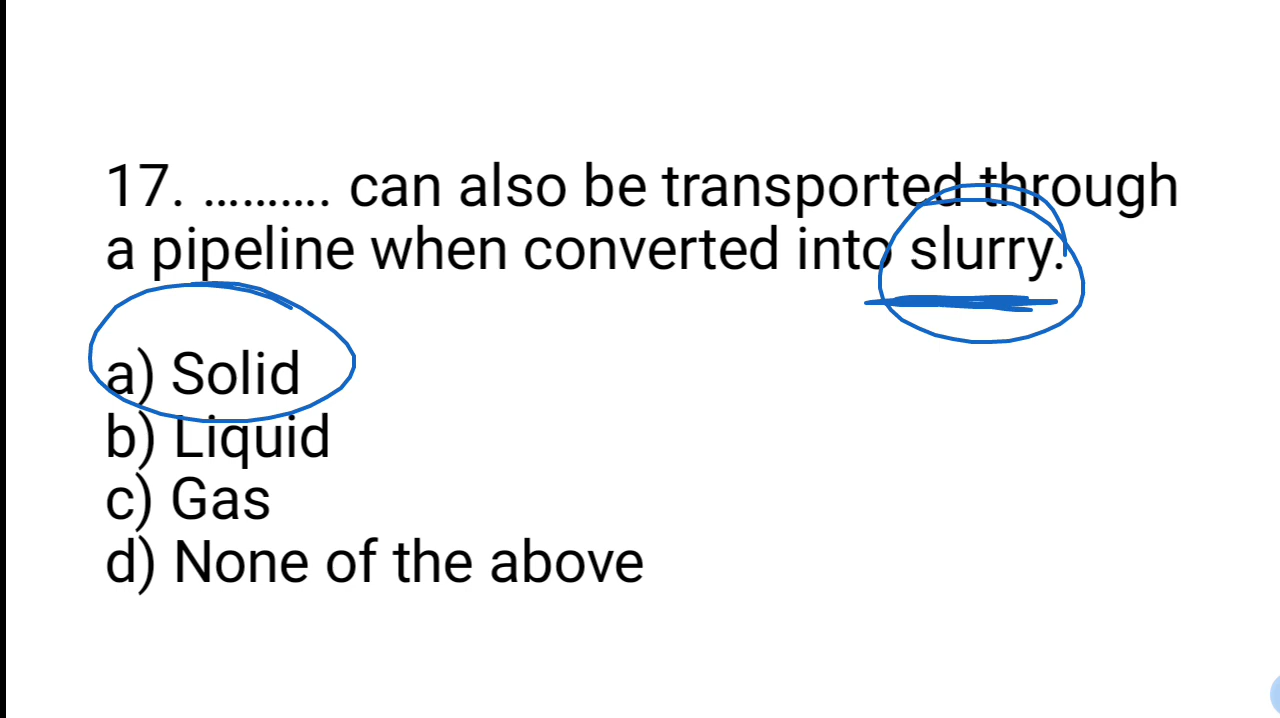 17. .......... can also be transported through
a pipeline when converted into slurry.
a) Solid
b) Liquid
c) Gas
d) None of the above